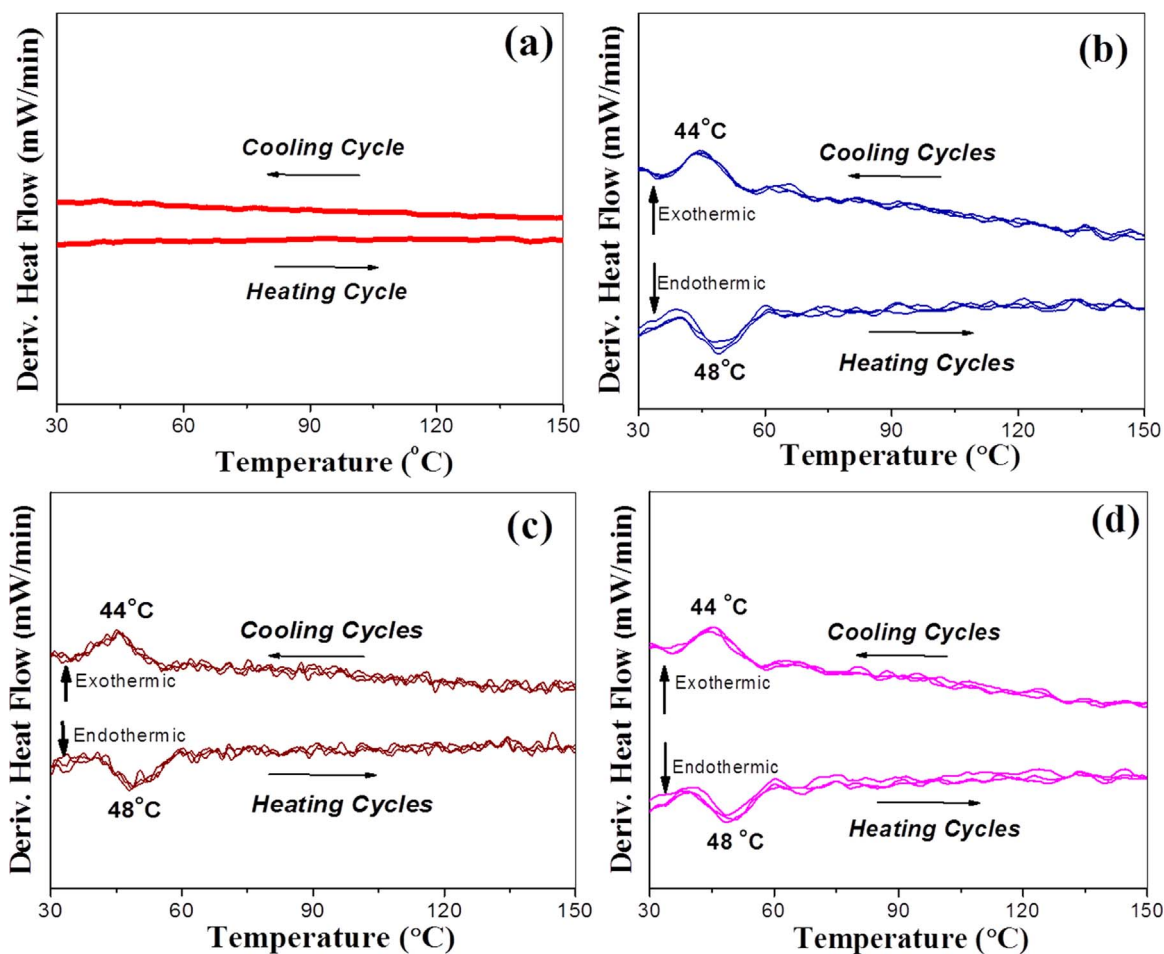 (a)
Deriv. Heat Flow (mW/min)
Cooling Cycle
Heating Cycle
30 60 90 120 150
Temperature (°C)
(b)
Deriv. Heat Flow (mW/min)
44°C
Cooling Cycles
Exothermic
Endothermic
48°C
Heating Cycles
30 60 90 120 150
Temperature (°C)
(c)
Deriv. Heat Flow (mW/min)
44°C
Cooling Cycles
Exothermic
Endothermic
48°C
Heating Cycles
30 60 90 120 150
Temperature (°C)
(d)
Deriv. Heat Flow (mW/min)
44 °C
Cooling Cycles
Exothermic
Endothermic
48 °C
Heating Cycles
30 60 90 120 150
Temperature (°C)